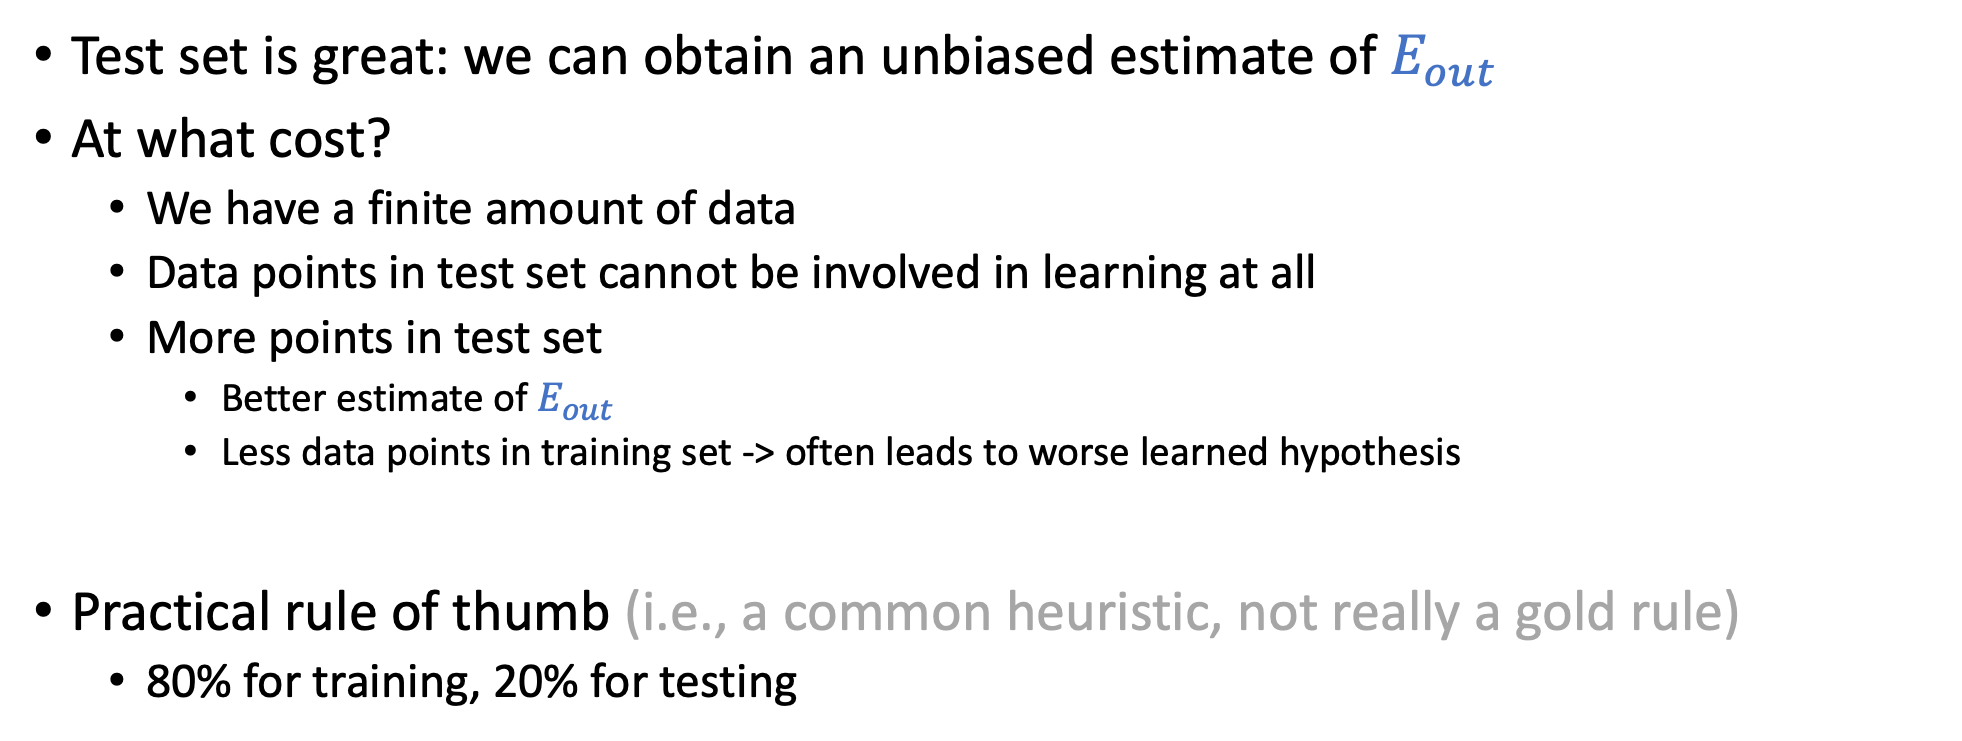 • Test set is great: we can obtain an unbiased estimate of E_out
• At what cost?
• We have a finite amount of data
• Data points in test set cannot be involved in learning at all
• More points in test set
• Better estimate of E_out
• Less data points in training set -> often leads to worse learned hypothesis
• Practical rule of thumb (i.e., a common heuristic, not really a gold rule)
• 80% for training, 20% for testing